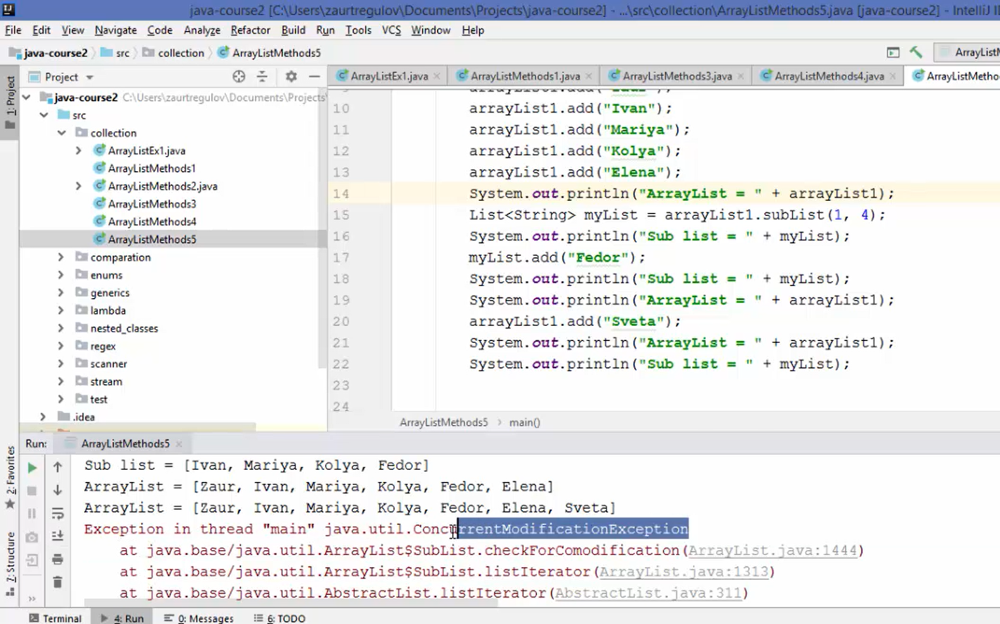 java-course2 [C:\Users\zaurtregulov\Documents\Projects\java-course2] - ...\src\collection\ArrayListMethods5.java [java-course2] - IntelliJ
File Edit View Navigate Code Analyze Refactor Build Run Tools VCS Window Help
java-course2 src collection ArrayListMethods5
Project
ArrayListEx1.java ArrayListMethods1.java ArrayListMethods3.java ArrayListMethods4.java
1: Project
java-course2 C:\Users\zaurtregulov\Documents\Projects
src
collection
ArrayListEx1.java
ArrayListMethods1
ArrayListMethods2.java
ArrayListMethods3
ArrayListMethods4
ArrayListMethods5
comparation
enums
generics
lambda
nested_classes
regex
scanner
stream
test
.idea
10 arrayList1.add("Ivan");
11 arrayList1.add("Mariya");
12 arrayList1.add("Kolya");
13 arrayList1.add("Elena");
14 System.out.println("ArrayList = " + arrayList1);
15 List<String> myList = arrayList1.subList(1, 4);
16 System.out.println("Sub list = " + myList);
17 myList.add("Fedor");
18 System.out.println("Sub list = " + myList);
19 System.out.println("ArrayList = " + arrayList1);
20 arrayList1.add("Sveta");
21 System.out.println("ArrayList = " + arrayList1);
22 System.out.println("Sub list = " + myList);
23
24
ArrayListMethods5 main()
Run: ArrayListMethods5
2: Favorites
7: Structure
Sub list = [Ivan, Mariya, Kolya, Fedor]
ArrayList = [Zaur, Ivan, Mariya, Kolya, Fedor, Elena]
ArrayList = [Zaur, Ivan, Mariya, Kolya, Fedor, Elena, Sveta]
Exception in thread "main" java.util.ConcurrentModificationException
at java.base/java.util.ArrayList$SubList.checkForComodification(ArrayList.java:1444)
at java.base/java.util.ArrayList$SubList.listIterator(ArrayList.java:1313)
at java.base/java.util.AbstractList.listIterator(AbstractList.java:311)
Terminal 4: Run 0: Messages 6: TODO